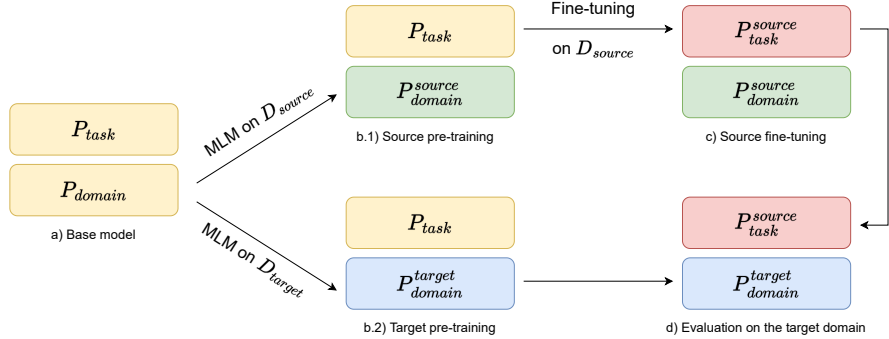 P_task
P_domain
a) Base model
MLM on D_source
MLM on D_target
P_task
P_domain^source
b.1) Source pre-training
Fine-tuning
on D_source
P_task^source
P_domain^source
c) Source fine-tuning
P_task
P_domain^target
b.2) Target pre-training
P_task^source
P_domain^target
d) Evaluation on the target domain